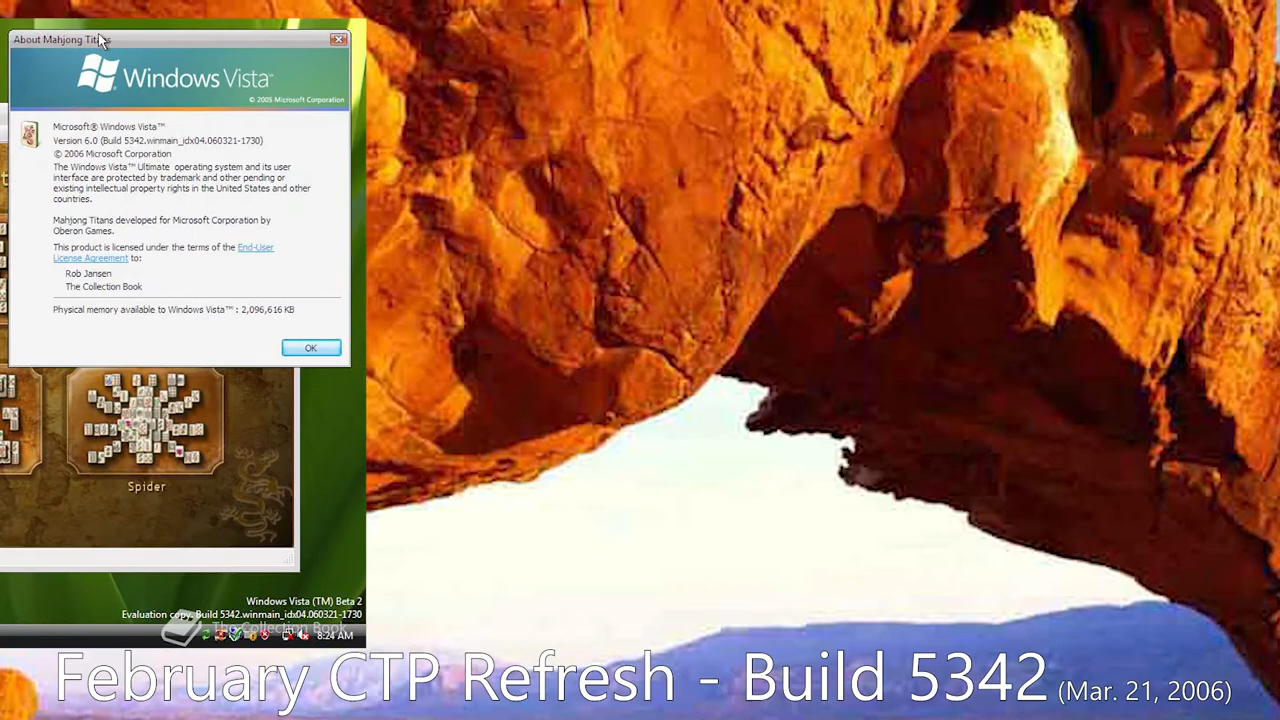 About Mahjong Titans
Windows Vista™
© 2005 Microsoft Corporation
Microsoft® Windows Vista™
Version 6.0 (Build 5342.winmain_idx04.060321-1730)
© 2006 Microsoft Corporation
The Windows Vista™ Ultimate operating system and its user
interface are protected by trademark and other pending or
existing intellectual property rights in the United States and other
countries.
Mahjong Titans developed for Microsoft Corporation by
Oberon Games.
This product is licensed under the terms of the End-User
License Agreement to:
Rob Jansen
The Collection Book
Physical memory available to Windows Vista™ : 2,096,616 KB
OK
Spider
Windows Vista (TM) Beta 2
Evaluation copy. Build 5342.winmain_idx04.060321-1730
The Collection Book
8:24 AM
February CTP Refresh - Build 5342 (Mar. 21, 2006)